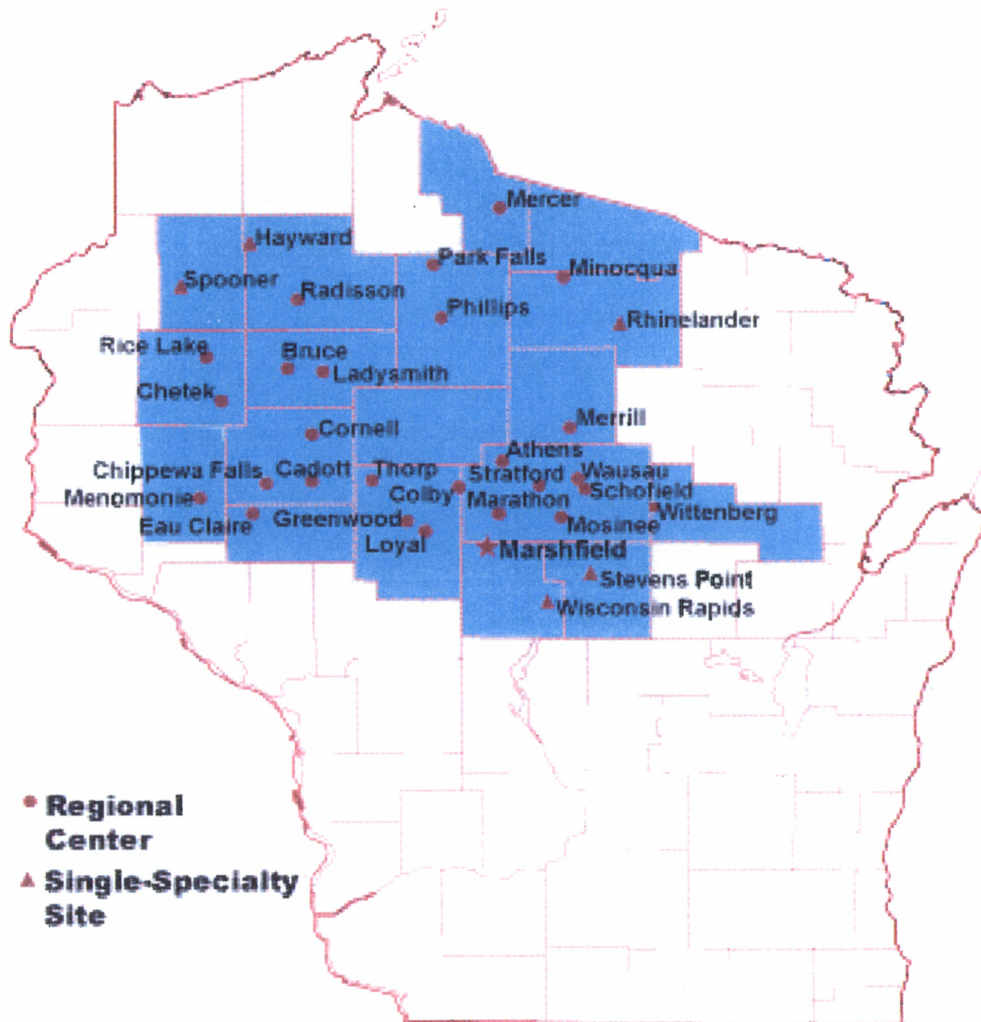 Mercer
Hayward
Park Falls
Minocqua
Spooner
Radisson
Phillips
Rhinelander
Rice Lake
Bruce
Ladysmith
Chetek
Merrill
Cornell
Athens
Chippewa Falls
Cadott
Thorp
Stratford
Wausau
Menomonie
Colby
Marathon
Schofield
Eau Claire
Greenwood
Mosinee
Wittenberg
Loyal
Marshfield
Stevens Point
Wisconsin Rapids
Regional
Center
Single-Specialty
Site